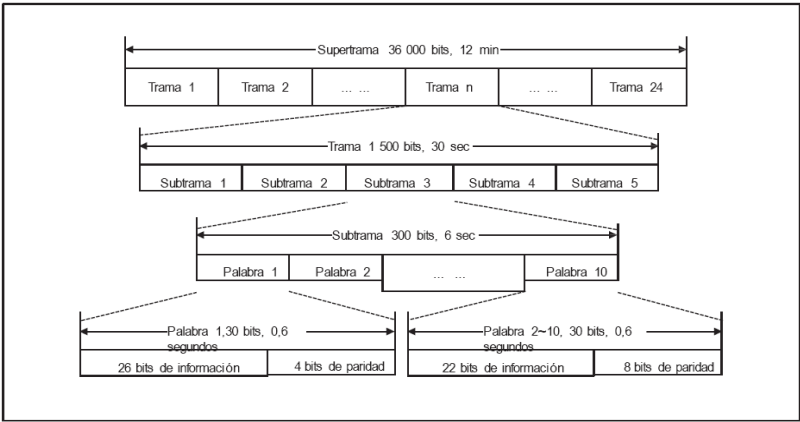 Supertrama 36 000 bits, 12 min
Trama 1 Trama 2 ... ... Trama n ... ... Trama 24
Trama 1 500 bits, 30 sec
Subtrama 1 Subtrama 2 Subtrama 3 Subtrama 4 Subtrama 5
Subtrama 300 bits, 6 sec
Palabra 1 Palabra 2 ... ... Palabra 10
Palabra 1,30 bits, 0,6 segundos
Palabra 2~10, 30 bits, 0,6 segundos
26 bits de información 4 bits de paridad
22 bits de información 8 bits de paridad